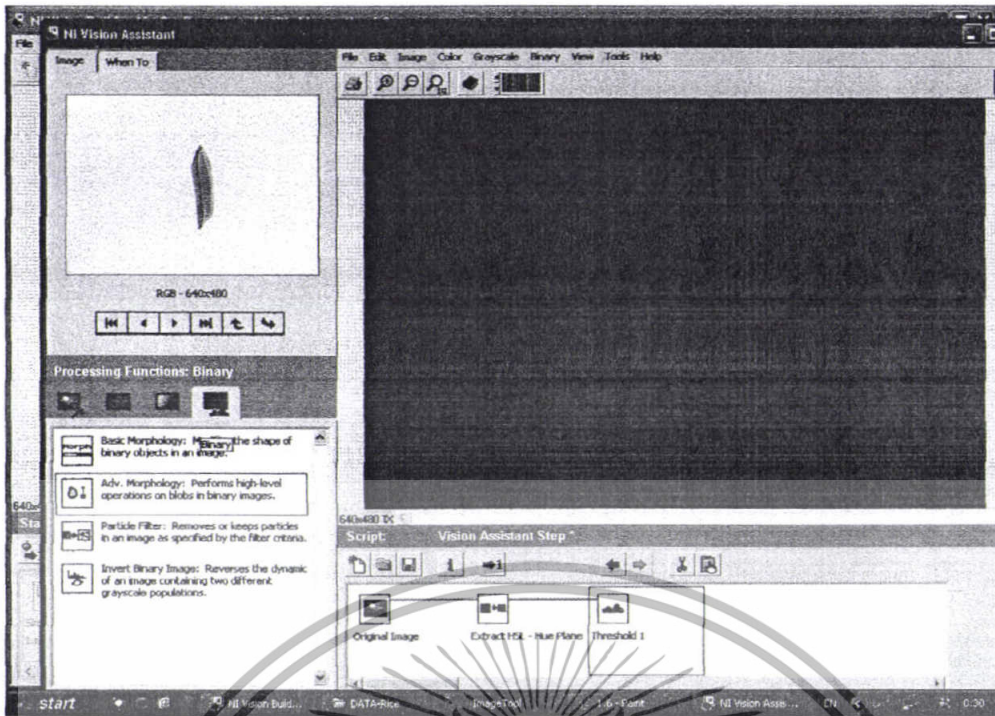 NI Vision Assistant
File
Image When To
File Edit Image Color Grayscale Binary View Tools Help
RGB - 640x480
Processing Functions: Binary
Basic Morphology: the shape of
binary objects in an image.
Binary
Adv. Morphology: Performs high-level
operations on blobs in binary images.
Particle Filter: Removes or keeps particles
in an image as specified by the filter criteria.
Invert Binary Image: Reverses the dynamic
of an image containing two different
grayscale populations.
640x480 1X
Script: Vision Assistant Step *
Original Image
Extract HSL - Hue Plane
Threshold 1
start
NI Vision Build...
DATA-Rice
ImageTool
1.6 - Paint
NI Vision Assis...
EN
0:30